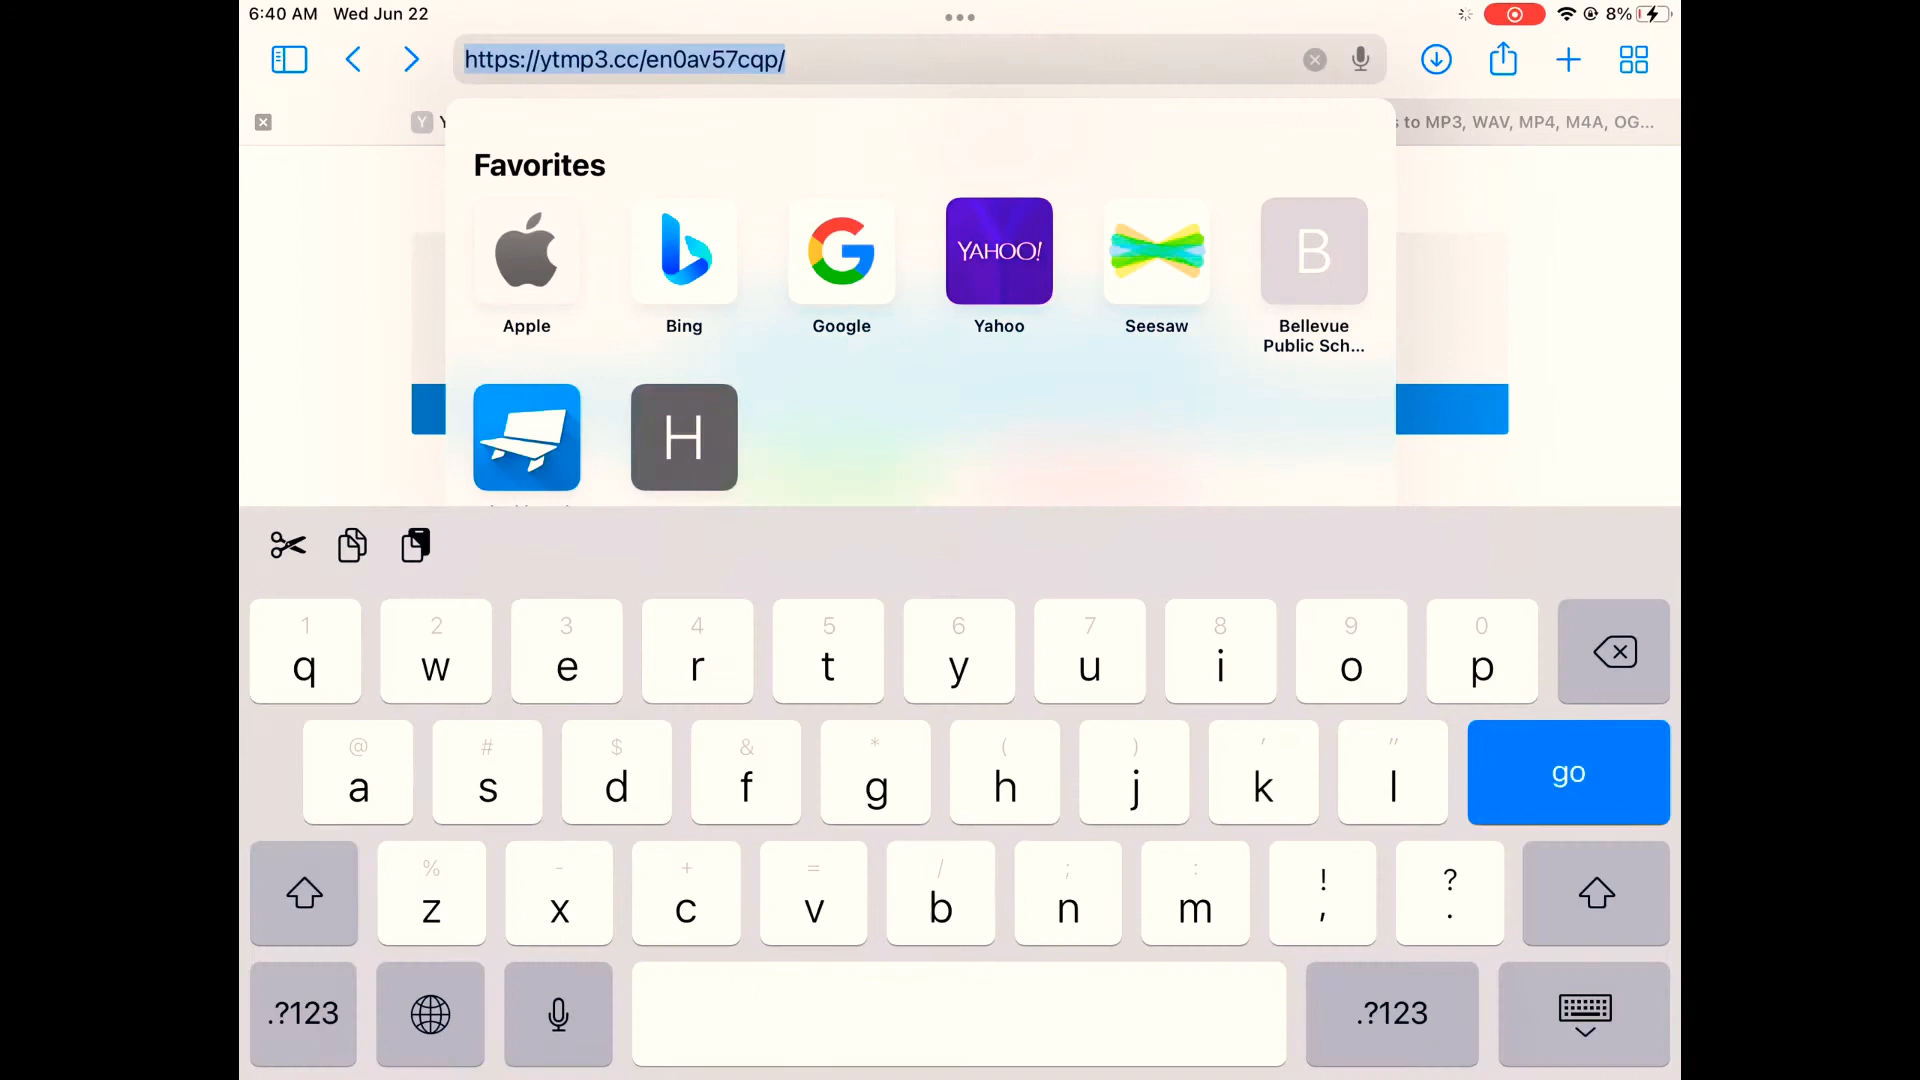 6:40 AM Wed Jun 22
8%
https://ytmp3.cc/en0av57cqp/
Y
s to MP3, WAV, MP4, M4A, OG...
Favorites
YAHOO!
B
Apple
Bing
Google
Yahoo
Seesaw
Bellevue
Public Sch...
H
1 2 3 4 5 6 7 8 9 0
q w e r t y u i o p
@ # $ & * ( ) ' "
a s d f g h j k l
go
% - + = / ; : ! ?
z x c v b n m , .
.?123
.?123